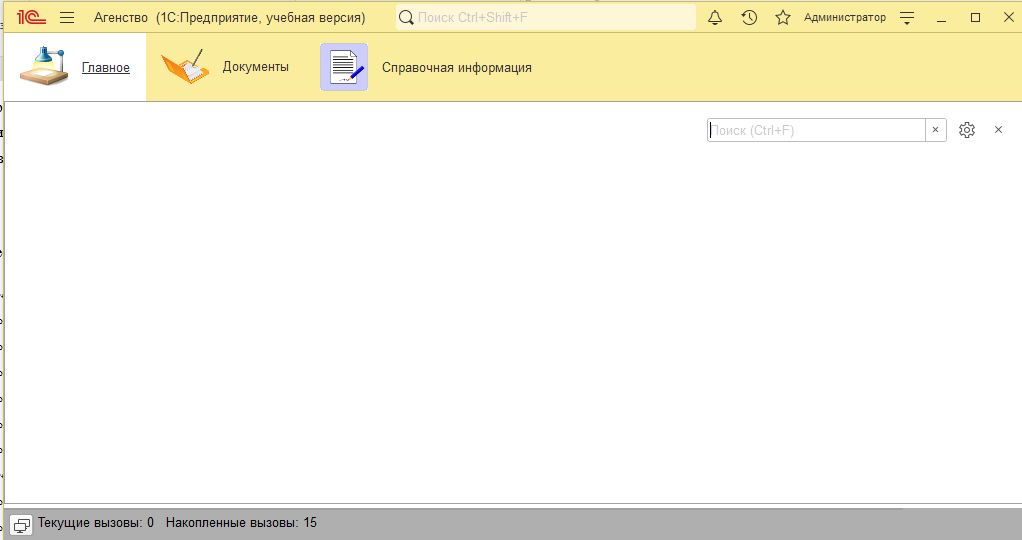 1С Агенство (1С:Предприятие, учебная версия) Поиск Ctrl+Shift+F Администратор
Главное Документы Справочная информация
Поиск (Ctrl+F)
Текущие вызовы: 0 Накопленные вызовы: 15